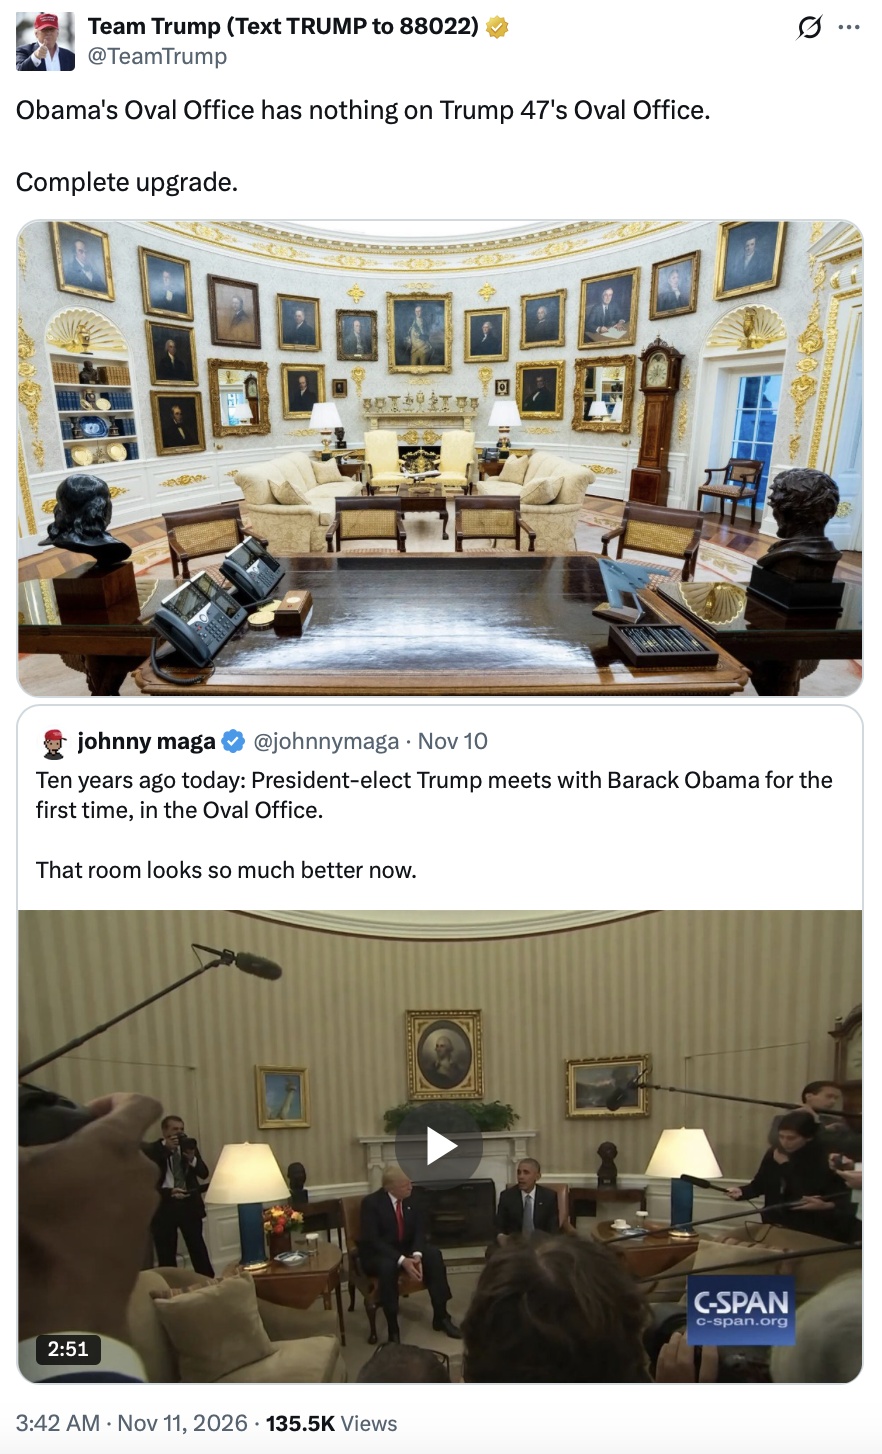 Team Trump (Text TRUMP to 88022)
@TeamTrump
Obama's Oval Office has nothing on Trump 47's Oval Office.
Complete upgrade.
johnny maga @johnnymaga · Nov 10
Ten years ago today: President-elect Trump meets with Barack Obama for the
first time, in the Oval Office.
That room looks so much better now.
C-SPAN
c-span.org
2:51
3:42 AM · Nov 11, 2026 · 135.5K Views